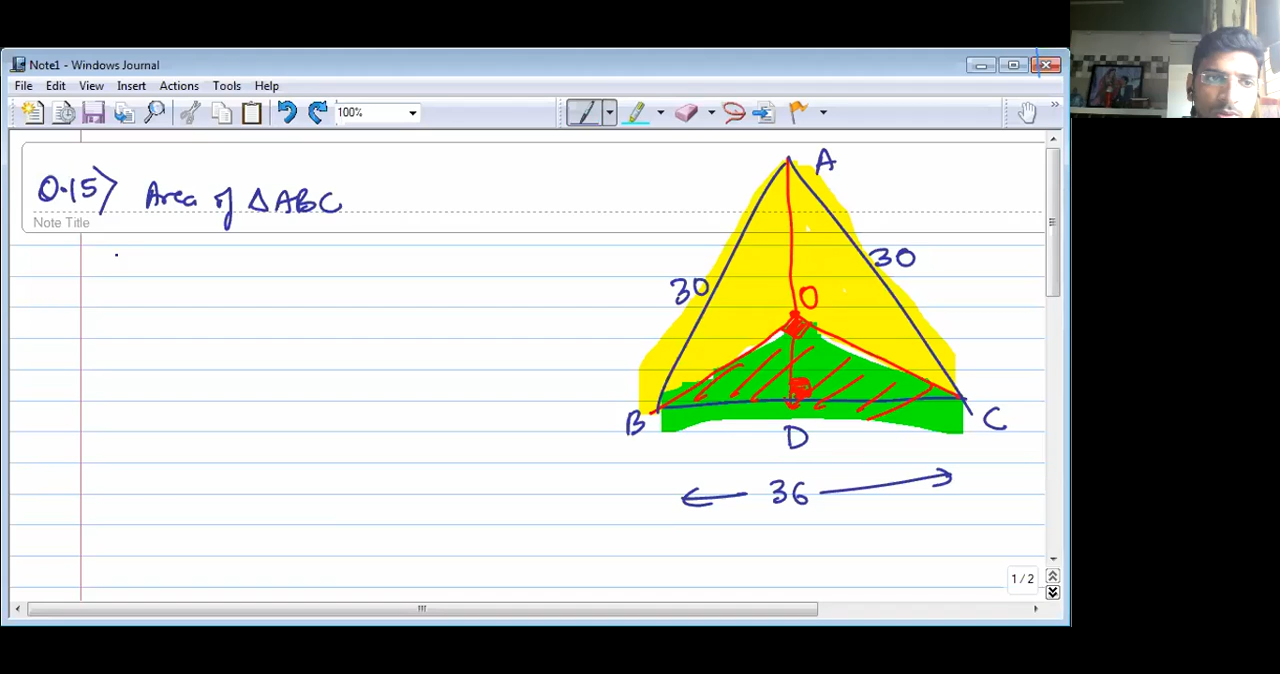 Note1 - Windows Journal
File Edit View Insert Actions Tools Help
100%
Q.15) Area of △ABC
Note Title
A
30
30
O
B
D
C
36
1 / 2